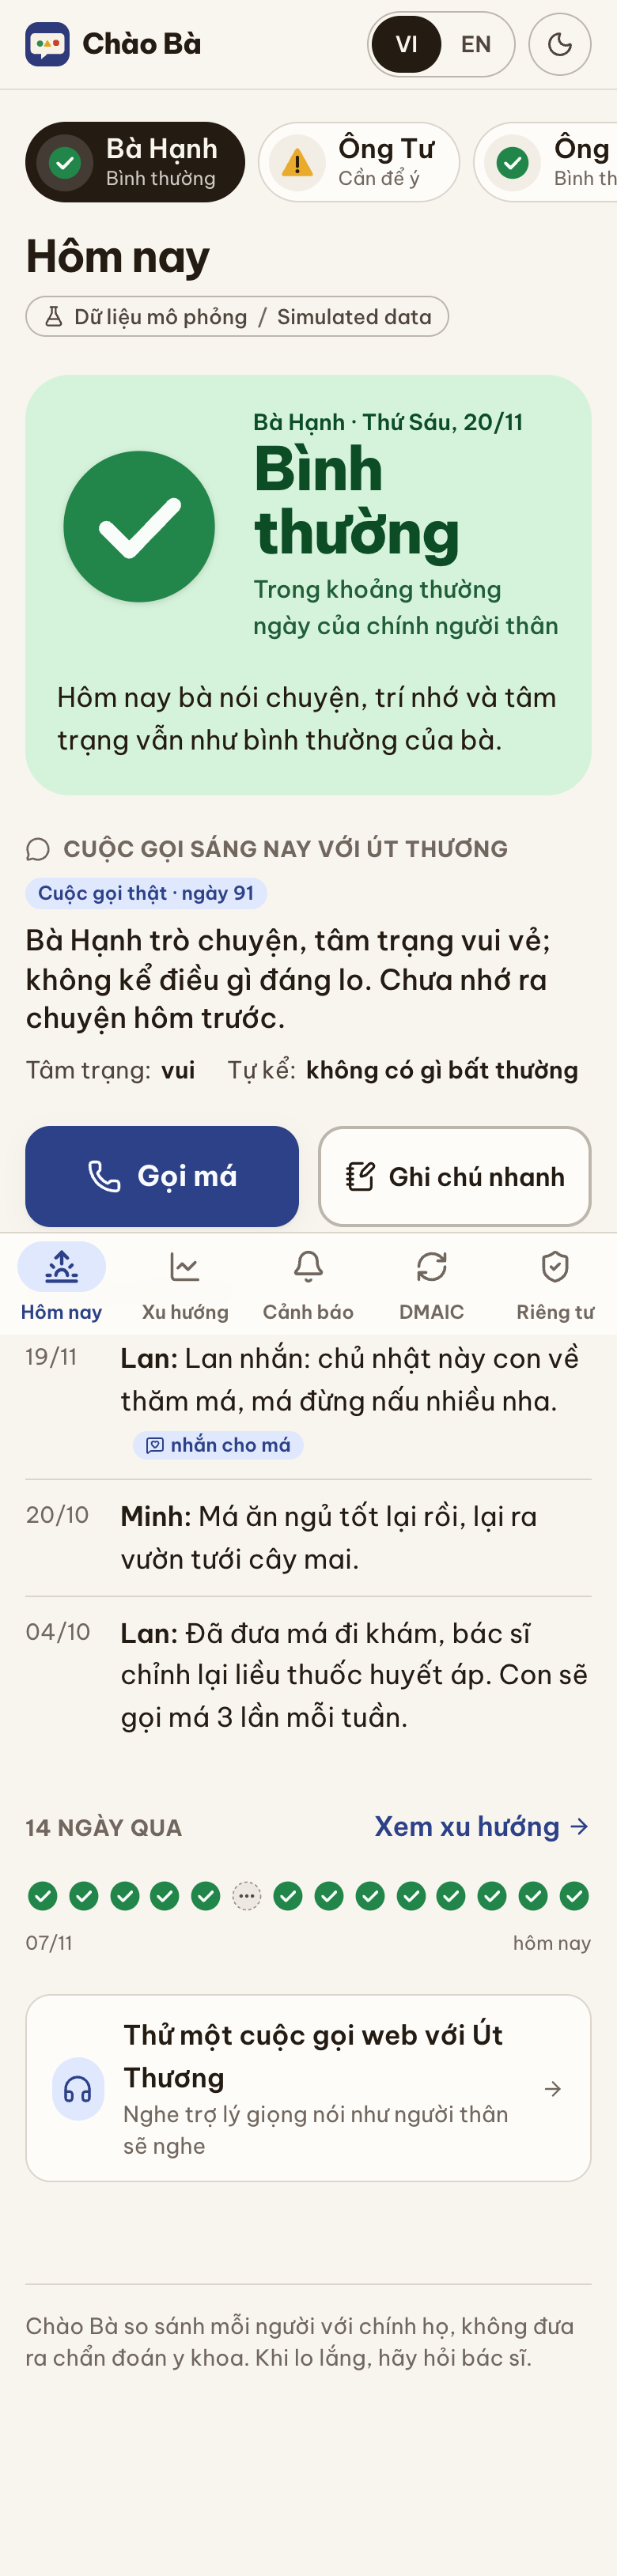 Chào Bà
VI
EN
Bà Hạnh
Bình thường
Ông Tư
Cần để ý
Ông
Bình th
Hôm nay
Dữ liệu mô phỏng / Simulated data
Bà Hạnh · Thứ Sáu, 20/11
Bình
thường
Trong khoảng thường
ngày của chính người thân
Hôm nay bà nói chuyện, trí nhớ và tâm
trạng vẫn như bình thường của bà.
CUỘC GỌI SÁNG NAY VỚI ÚT THƯƠNG
Cuộc gọi thật · ngày 91
Bà Hạnh trò chuyện, tâm trạng vui vẻ;
không kể điều gì đáng lo. Chưa nhớ ra
chuyện hôm trước.
Tâm trạng: vui Tự kể: không có gì bất thường
Gọi má
Ghi chú nhanh
Hôm nay
Xu hướng
Cảnh báo
DMAIC
Riêng tư
19/11
Lan: Lan nhắn: chủ nhật này con về
thăm má, má đừng nấu nhiều nha.
nhắn cho má
20/10
Minh: Má ăn ngủ tốt lại rồi, lại ra
vườn tưới cây mai.
04/10
Lan: Đã đưa má đi khám, bác sĩ
chỉnh lại liều thuốc huyết áp. Con sẽ
gọi má 3 lần mỗi tuần.
14 NGÀY QUA
Xem xu hướng →
07/11
hôm nay
Thử một cuộc gọi web với Út
Thương
Nghe trợ lý giọng nói như người thân
sẽ nghe
Chào Bà so sánh mỗi người với chính họ, không đưa
ra chẩn đoán y khoa. Khi lo lắng, hãy hỏi bác sĩ.